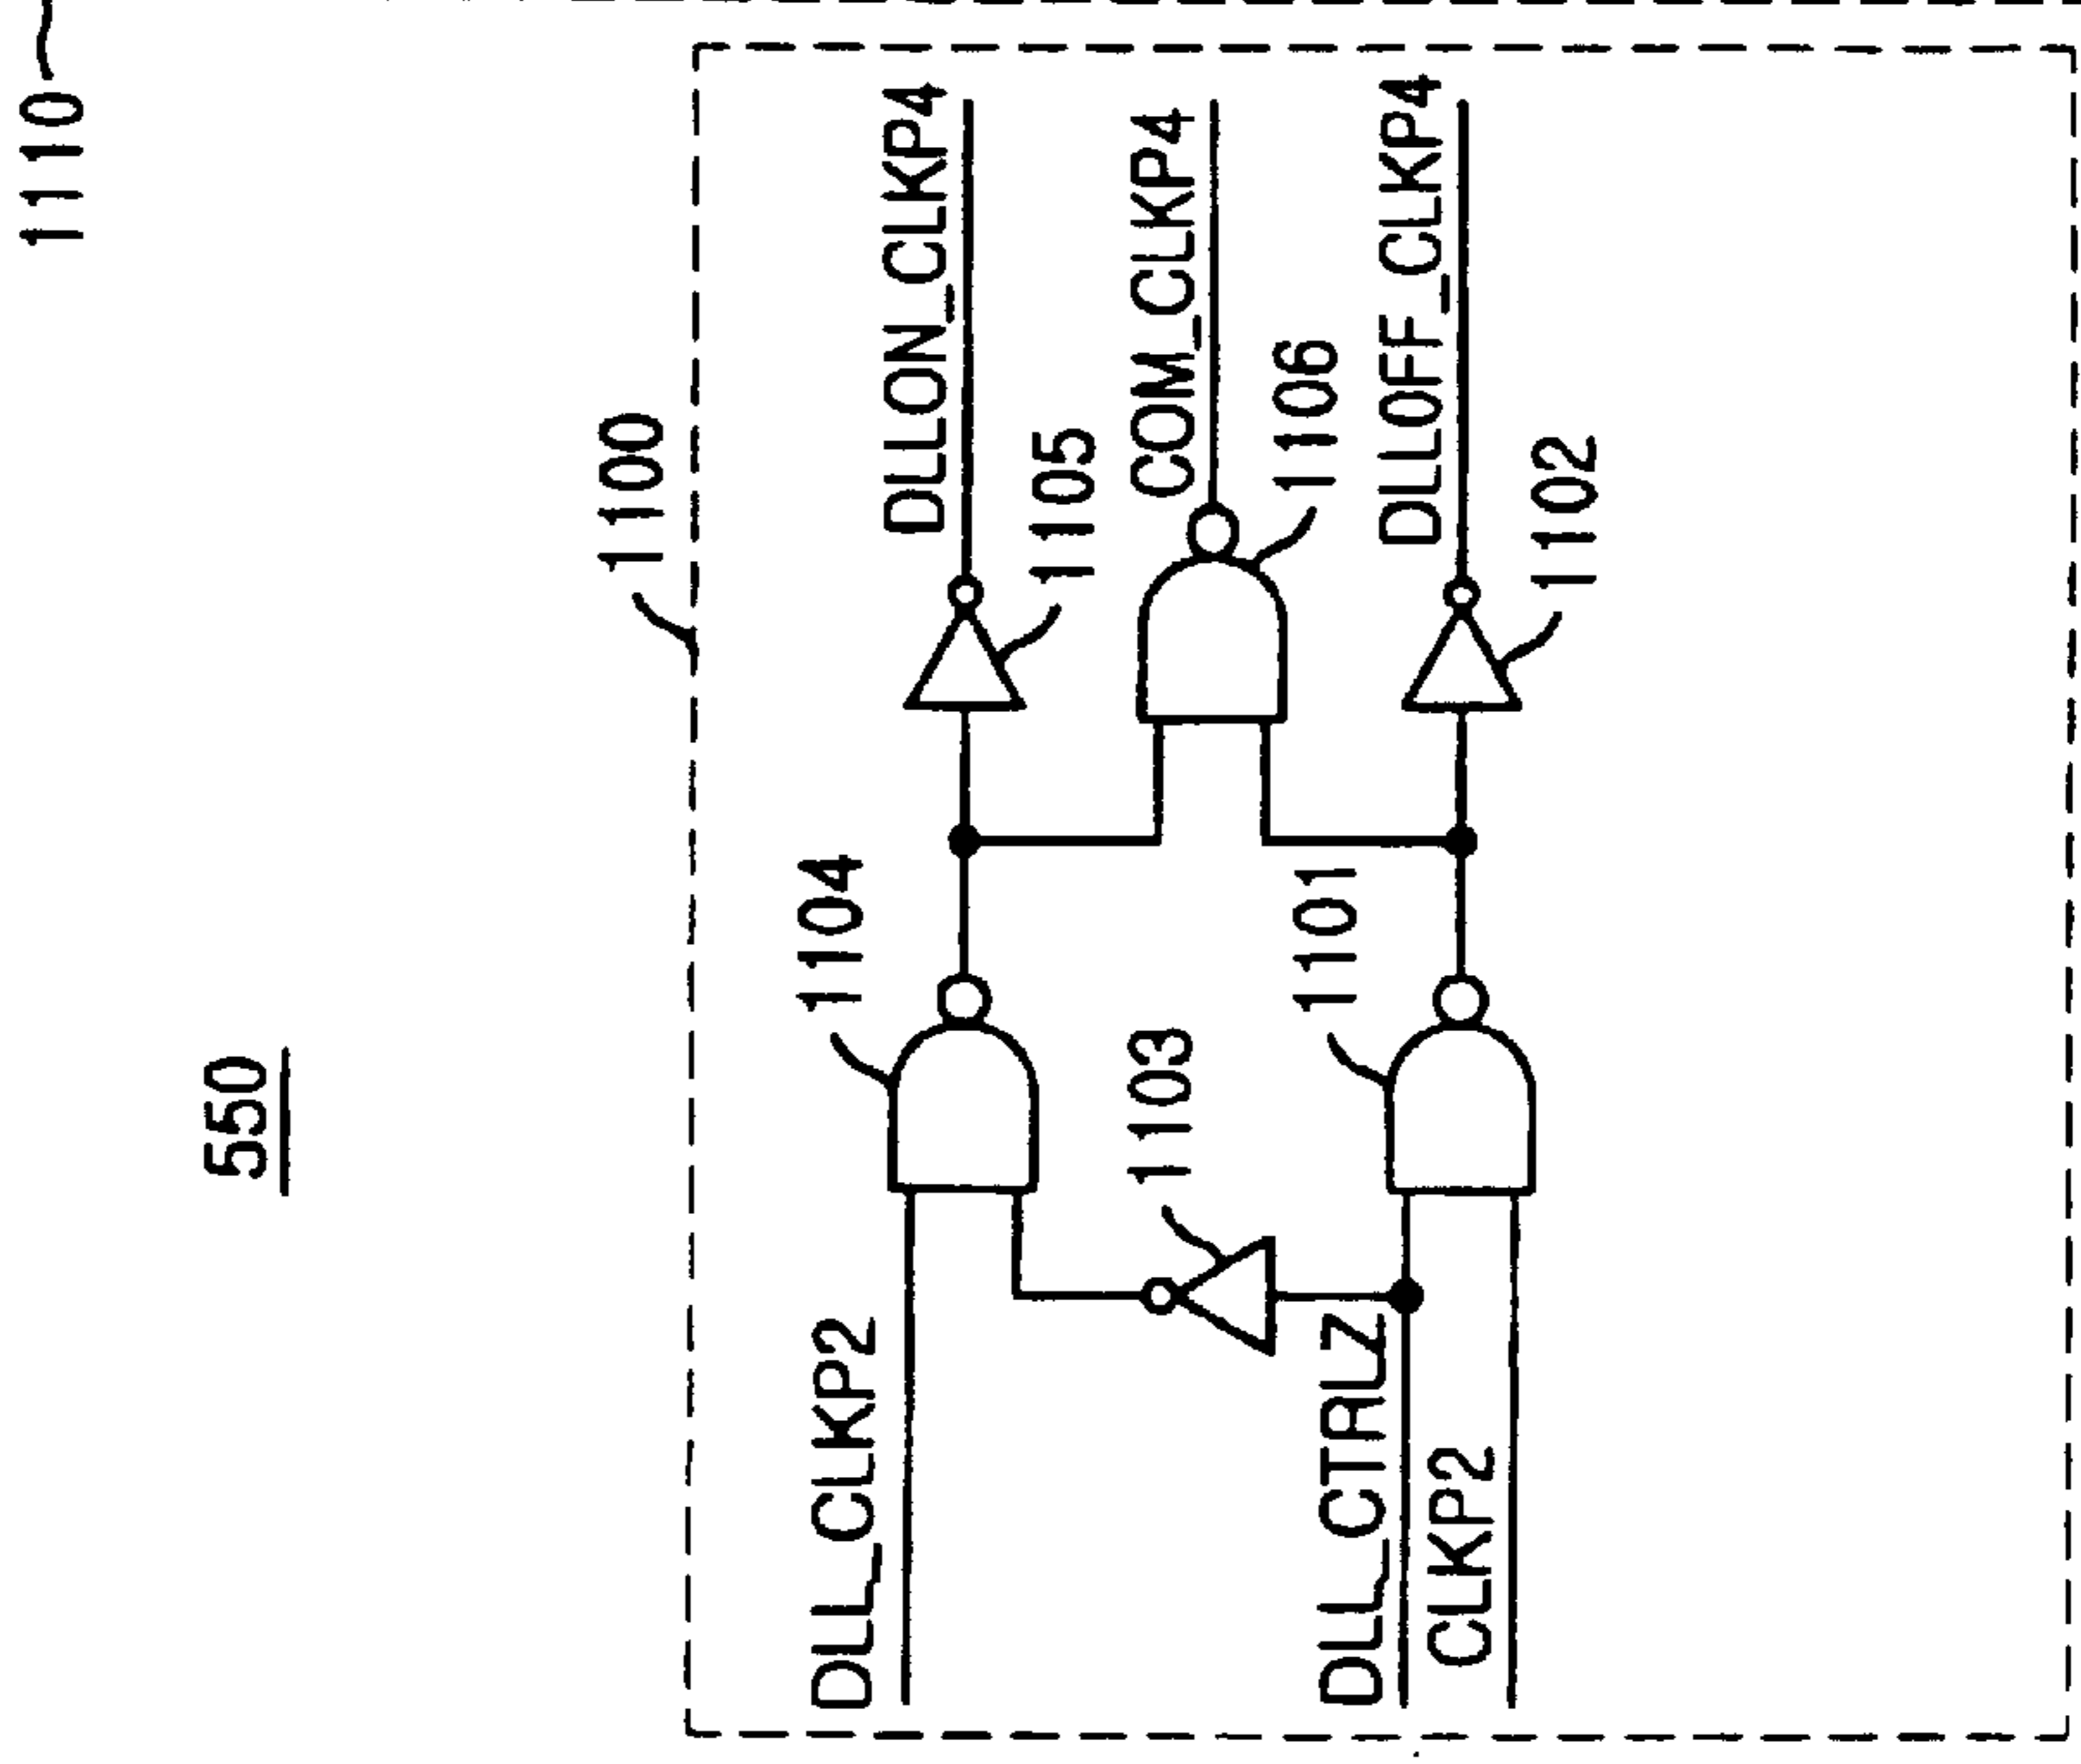 550
1110
1100
DLL_CLKP2
1104
1105
DLLON_CLKP4
1103
COM_CLKP4
1106
DLL_CTRLZ
CLKP2
1101
1102
DLLOFF_CLKP4